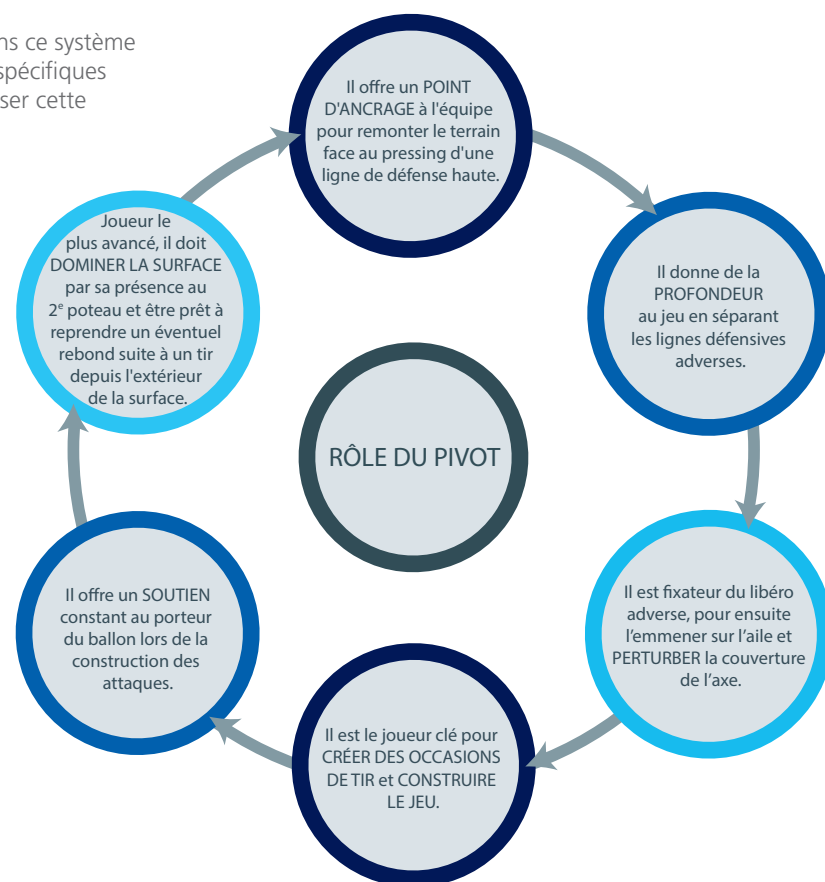 ns ce système
spécifiques
ser cette
Il offre un POINT
D'ANCRAGE à l'équipe
pour remonter le terrain
face au pressing d'une
ligne de défense haute.
Il donne de la
PROFONDEUR
au jeu en séparant
les lignes défensives
adverses.
Il est fixateur du libéro
adverse, pour ensuite
l’emmener sur l’aile et
PERTURBER la couverture
de l’axe.
Il est le joueur clé pour
CRÉER DES OCCASIONS
DE TIR et CONSTRUIRE
LE JEU.
Il offre un SOUTIEN
constant au porteur
du ballon lors de la
construction des
attaques.
Joueur le
plus avancé, il doit
DOMINER LA SURFACE
par sa présence au
2e poteau et être prêt à
reprendre un éventuel
rebond suite à un tir
depuis l'extérieur
de la surface.
RÔLE DU PIVOT